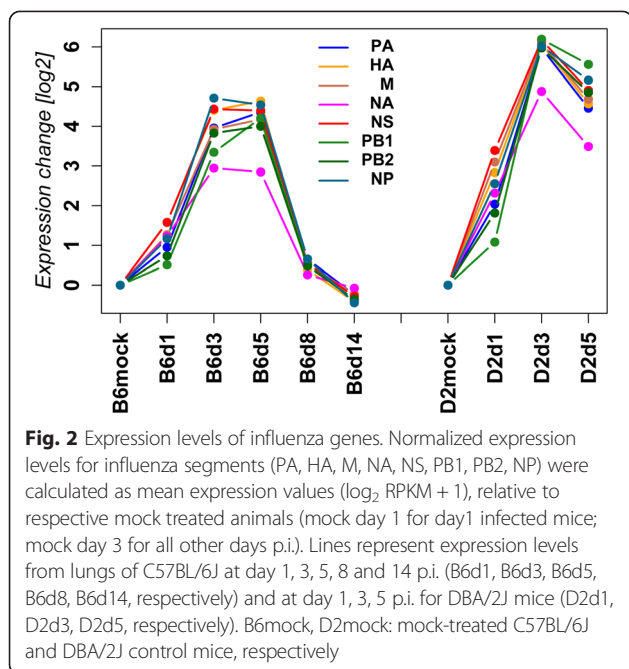 Expression change [log2]
6
5
4
3
2
1
0
PA
HA
M
NA
NS
PB1
PB2
NP
B6mock
B6d1
B6d3
B6d5
B6d8
B6d14
D2mock
D2d1
D2d3
D2d5
Fig. 2 Expression levels of influenza genes. Normalized expression
levels for influenza segments (PA, HA, M, NA, NS, PB1, PB2, NP) were
calculated as mean expression values (log₂ RPKM + 1), relative to
respective mock treated animals (mock day 1 for day1 infected mice;
mock day 3 for all other days p.i.). Lines represent expression levels
from lungs of C57BL/6J at day 1, 3, 5, 8 and 14 p.i. (B6d1, B6d3, B6d5,
B6d8, B6d14, respectively) and at day 1, 3, 5 p.i. for DBA/2J mice (D2d1,
D2d3, D2d5, respectively). B6mock, D2mock: mock-treated C57BL/6J
and DBA/2J control mice, respectively